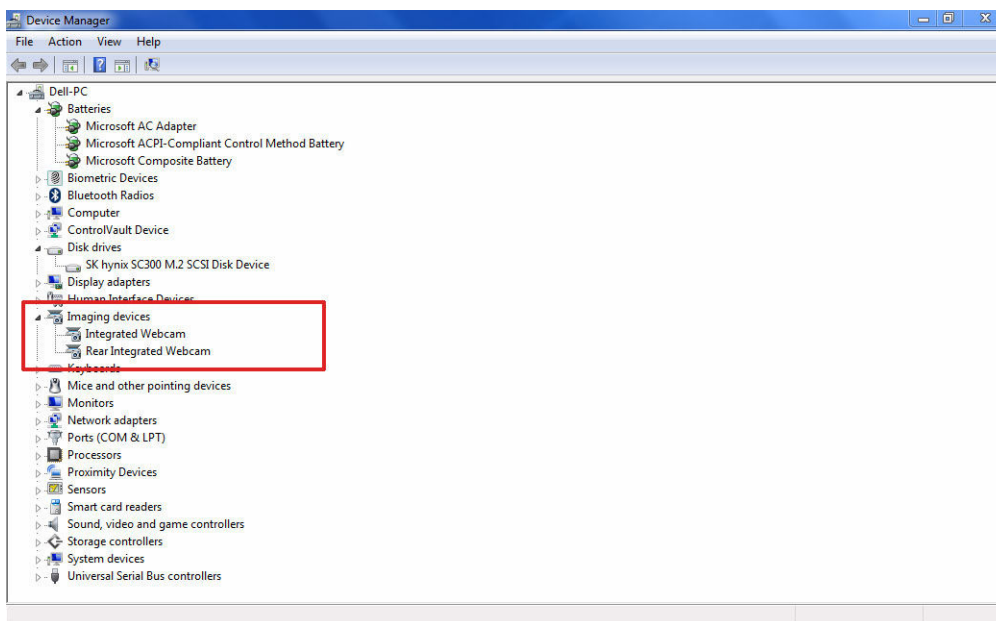 Device Manager
File Action View Help
Dell-PC
Batteries
Microsoft AC Adapter
Microsoft ACPI-Compliant Control Method Battery
Microsoft Composite Battery
Biometric Devices
Bluetooth Radios
Computer
ControlVault Device
Disk drives
SK hynix SC300 M.2 SCSI Disk Device
Display adapters
Human Interface Devices
Imaging devices
Integrated Webcam
Rear Integrated Webcam
Keyboards
Mice and other pointing devices
Monitors
Network adapters
Ports (COM & LPT)
Processors
Proximity Devices
Sensors
Smart card readers
Sound, video and game controllers
Storage controllers
System devices
Universal Serial Bus controllers